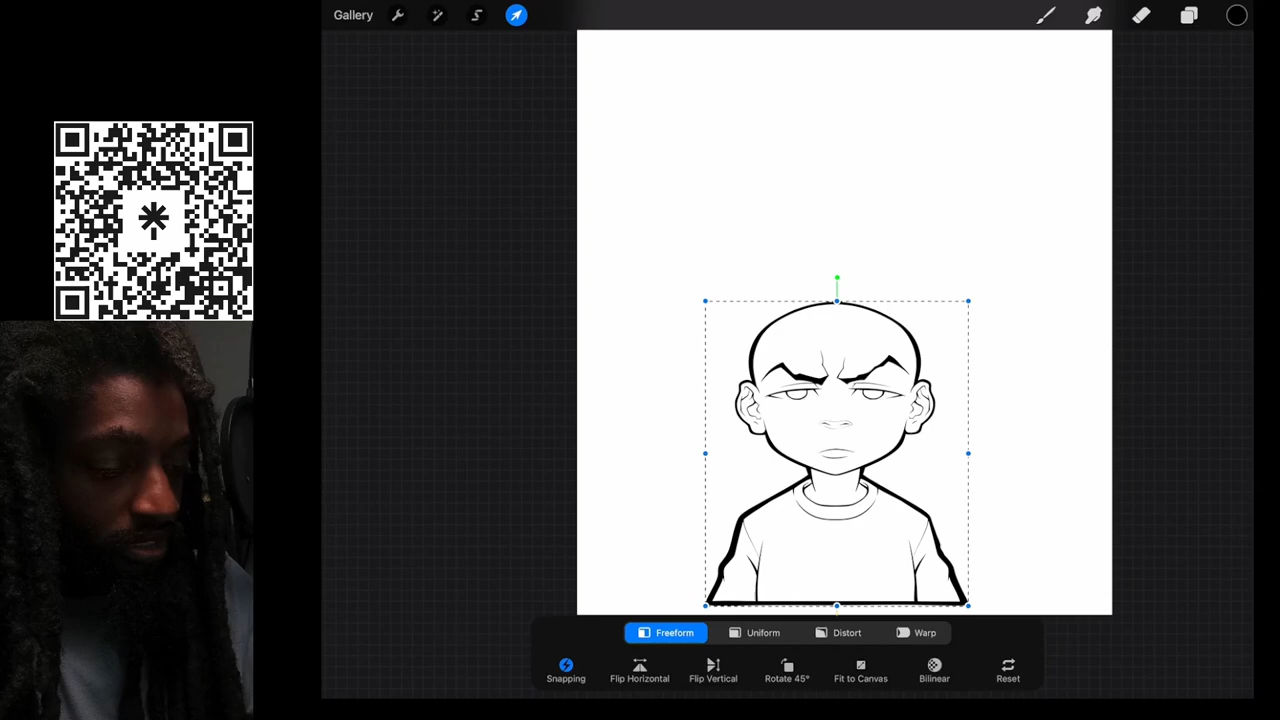 Gallery
Freeform Uniform Distort Warp
Snapping Flip Horizontal Flip Vertical Rotate 45° Fit to Canvas Bilinear Reset